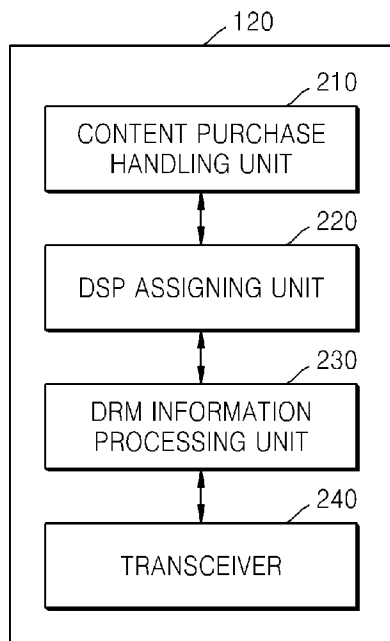 120
210
CONTENT PURCHASE
HANDLING UNIT
220
DSP ASSIGNING UNIT
230
DRM INFORMATION
PROCESSING UNIT
240
TRANSCEIVER